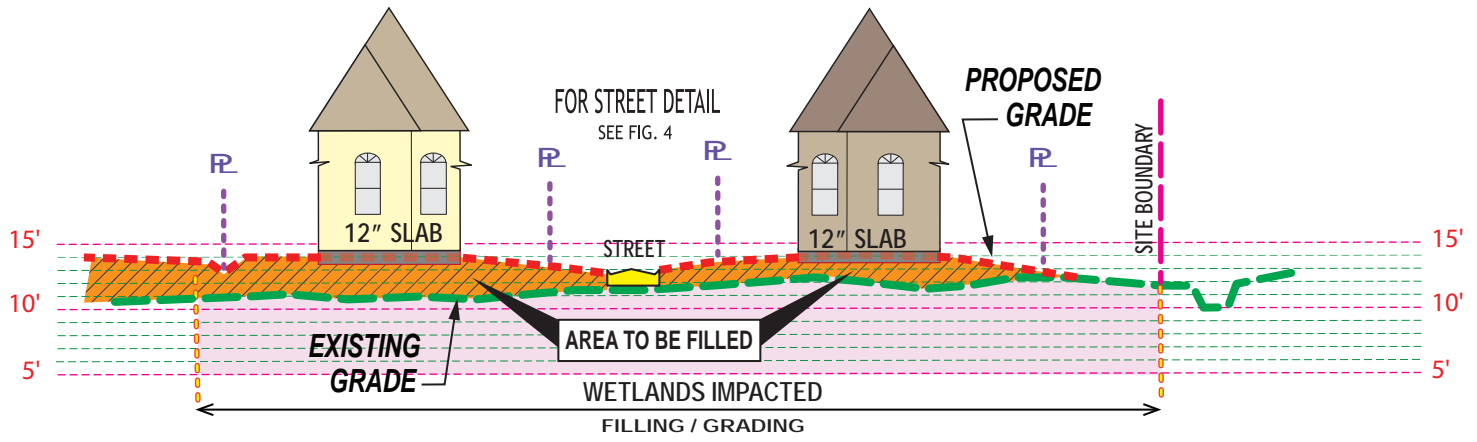 FOR STREET DETAIL
SEE FIG. 4
PROPOSED
GRADE
PL
PL
PL
PL
SITE BOUNDARY
12" SLAB
STREET
12" SLAB
15'
15'
10'
10'
AREA TO BE FILLED
EXISTING
GRADE
5'
5'
WETLANDS IMPACTED
FILLING / GRADING